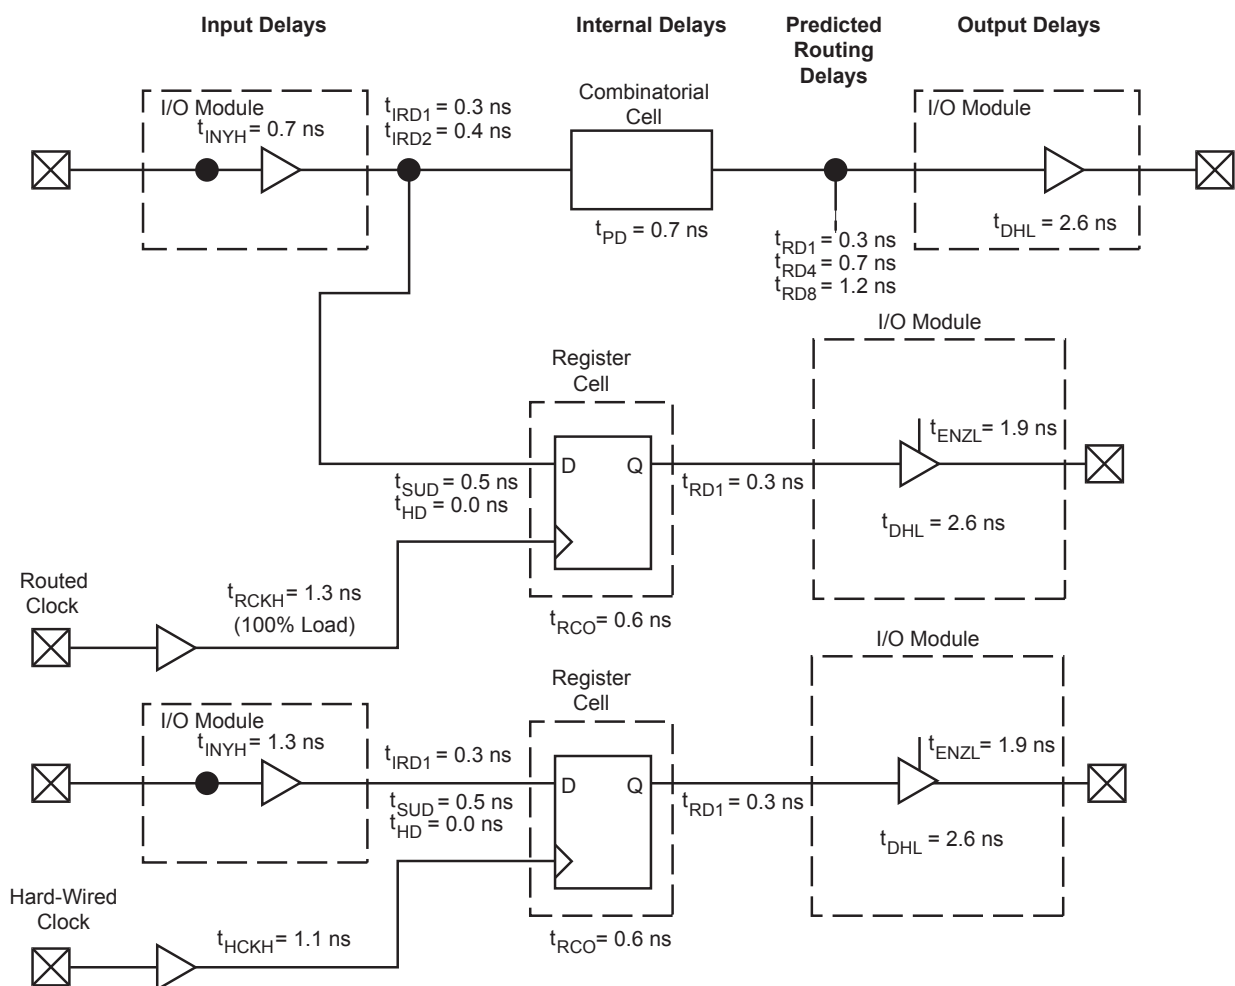 Input Delays
Internal Delays
Predicted
Routing
Delays
Output Delays
I/O Module
tINYH = 0.7 ns
tIRD1 = 0.3 ns
tIRD2 = 0.4 ns
Combinatorial
Cell
tPD = 0.7 ns
tRD1 = 0.3 ns
tRD4 = 0.7 ns
tRD8 = 1.2 ns
I/O Module
tDHL = 2.6 ns
Register
Cell
D
Q
tSUD = 0.5 ns
tHD = 0.0 ns
tRCO = 0.6 ns
tRD1 = 0.3 ns
I/O Module
tENZL = 1.9 ns
tDHL = 2.6 ns
Routed
Clock
tRCKH = 1.3 ns
(100% Load)
I/O Module
tINYH = 1.3 ns
tIRD1 = 0.3 ns
tSUD = 0.5 ns
tHD = 0.0 ns
Register
Cell
D
Q
tRCO = 0.6 ns
tRD1 = 0.3 ns
I/O Module
tENZL = 1.9 ns
tDHL = 2.6 ns
Hard-Wired
Clock
tHCKH = 1.1 ns